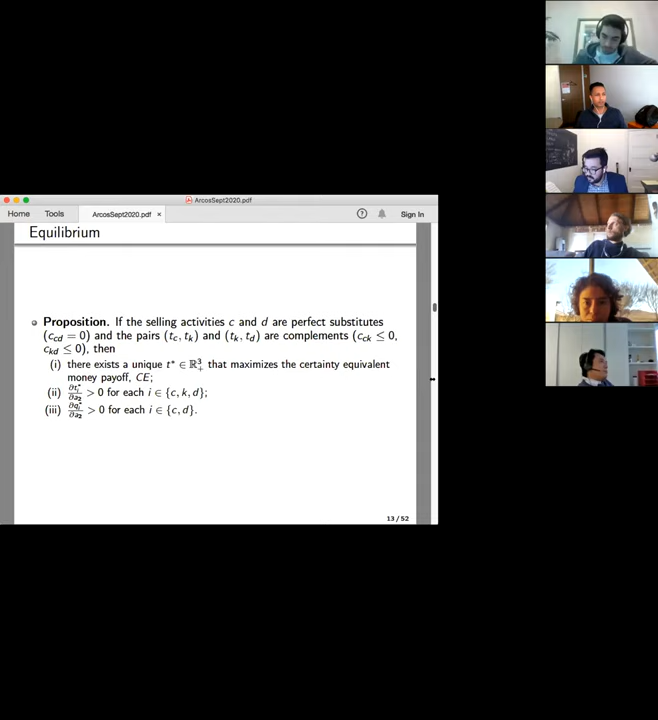 ArcosSept2020.pdf
Home Tools ArcosSept2020.pdf × Sign In
Equilibrium
Proposition. If the selling activities c and d are perfect substitutes
(c_cd = 0) and the pairs (t_c, t_k) and (t_k, t_d) are complements (c_ck ≤ 0,
c_kd ≤ 0), then
(i) there exists a unique t* ∈ ℝ³₊ that maximizes the certainty equivalent
money payoff, CE;
(ii) ∂t*_i/∂a₂ > 0 for each i ∈ {c, k, d};
(iii) ∂q*_i/∂a₂ > 0 for each i ∈ {c, d}.
13 / 52